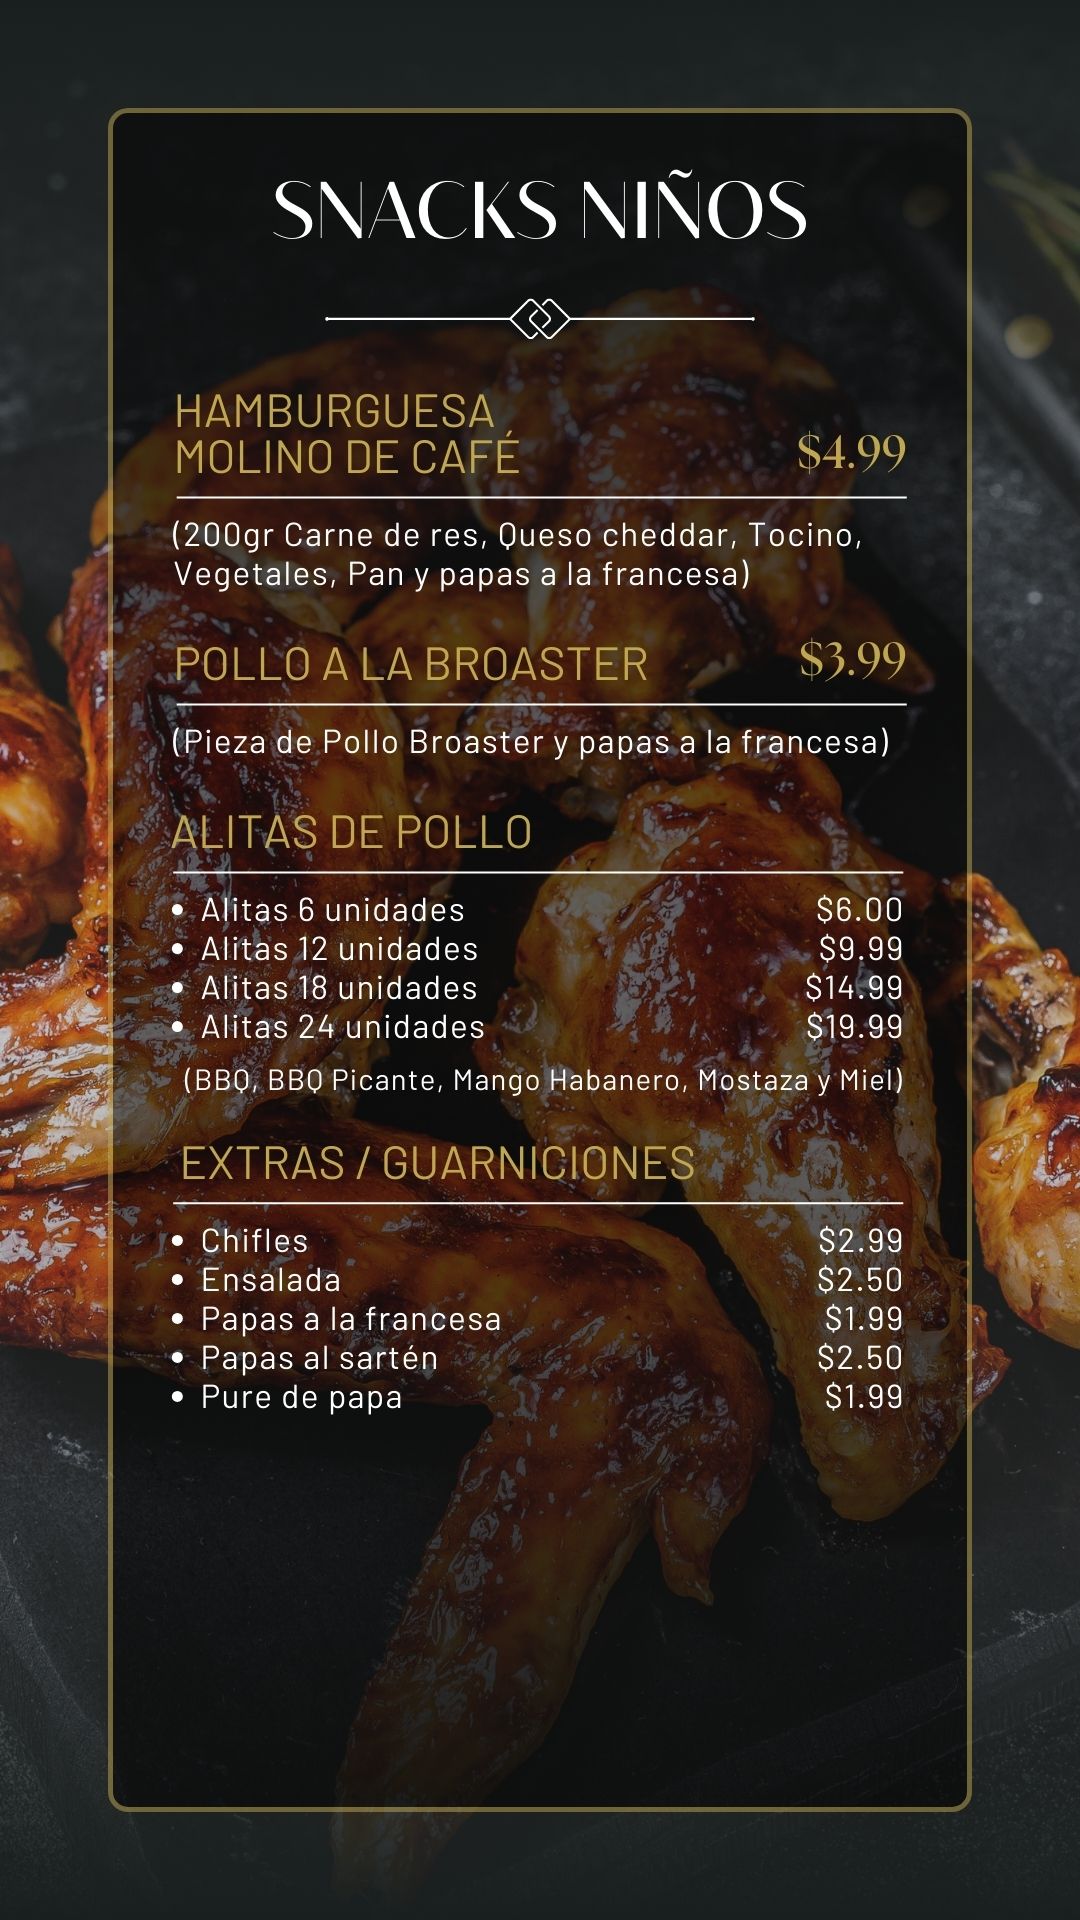 SNACKS NIÑOS
HAMBURGUESA
MOLINO DE CAFÉ $4.99
(200gr Carne de res, Queso cheddar, Tocino,
Vegetales, Pan y papas a la francesa)
POLLO A LA BROASTER $3.99
(Pieza de Pollo Broaster y papas a la francesa)
ALITAS DE POLLO
• Alitas 6 unidades $6.00
• Alitas 12 unidades $9.99
• Alitas 18 unidades $14.99
• Alitas 24 unidades $19.99
(BBQ, BBQ Picante, Mango Habanero, Mostaza y Miel)
EXTRAS / GUARNICIONES
• Chifles $2.99
• Ensalada $2.50
• Papas a la francesa $1.99
• Papas al sartén $2.50
• Pure de papa $1.99